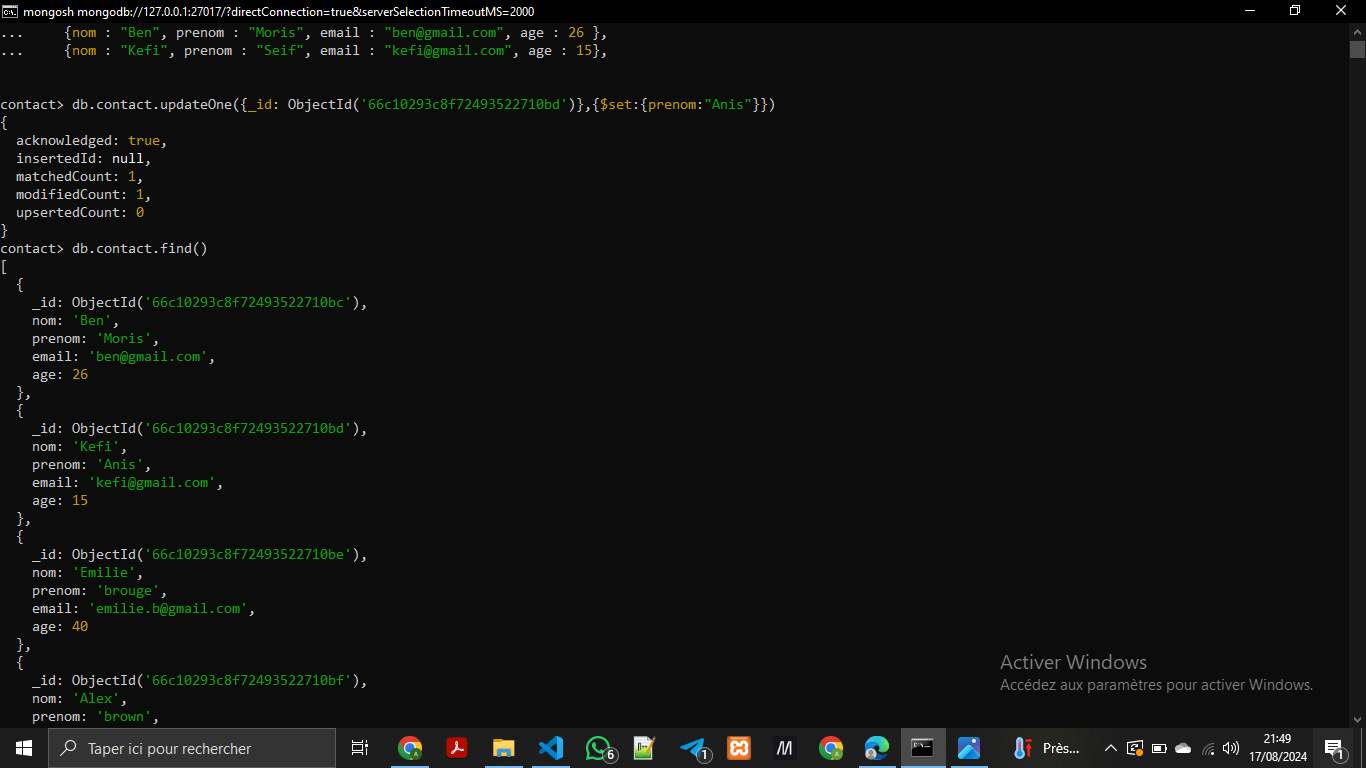 mongosh mongodb://127.0.0.1:27017/?directConnection=true&serverSelectionTimeoutMS=2000
... {nom : "Ben", prenom : "Moris", email : "ben@gmail.com", age : 26 },
... {nom : "Kefi", prenom : "Seif", email : "kefi@gmail.com", age : 15},
contact> db.contact.updateOne({_id: ObjectId('66c10293c8f72493522710bd')},{$set:{prenom:"Anis"}})
{
acknowledged: true,
insertedId: null,
matchedCount: 1,
modifiedCount: 1,
upsertedCount: 0
}
contact> db.contact.find()
[
{
_id: ObjectId('66c10293c8f72493522710bc'),
nom: 'Ben',
prenom: 'Moris',
email: 'ben@gmail.com',
age: 26
},
{
_id: ObjectId('66c10293c8f72493522710bd'),
nom: 'Kefi',
prenom: 'Anis',
email: 'kefi@gmail.com',
age: 15
},
{
_id: ObjectId('66c10293c8f72493522710be'),
nom: 'Emilie',
prenom: 'brouge',
email: 'emilie.b@gmail.com',
age: 40
},
{
_id: ObjectId('66c10293c8f72493522710bf'),
nom: 'Alex',
prenom: 'brown',
Activer Windows
Accédez aux paramètres pour activer Windows.
Taper ici pour rechercher
6
1
Près...
21:49
17/08/2024
1